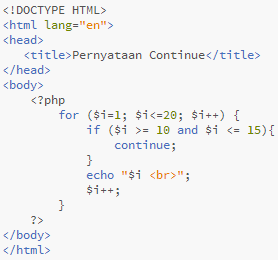 <!DOCTYPE HTML>
<html lang="en">
<head>
   <title>Pernyataan Continue</title>
</head>
<body>
    <?php
        for ($i=1; $i<=20; $i++) {
            if ($i >= 10 and $i <= 15){
                continue;
            }
            echo "$i <br>";
            $i++;
        }
    ?>
</body>
</html>